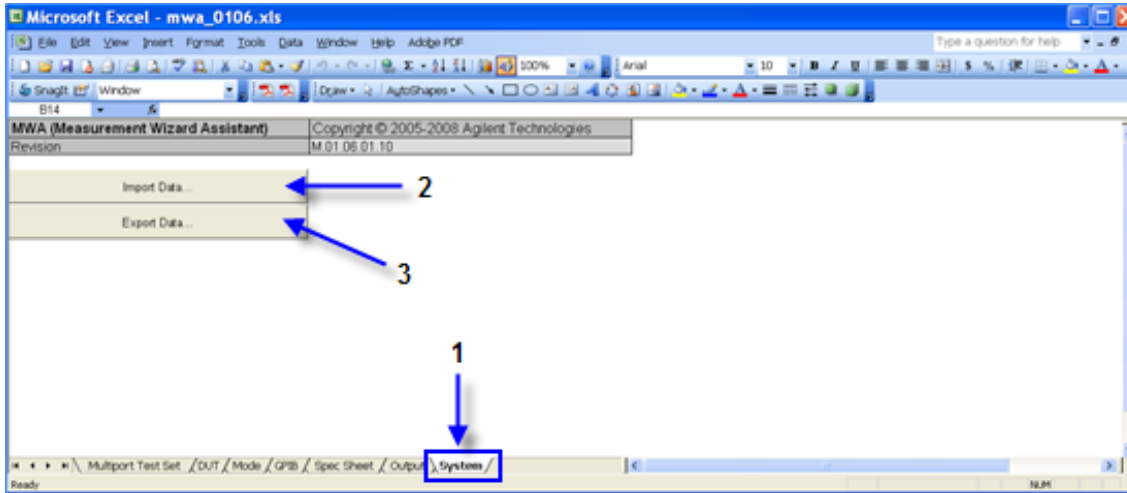 Microsoft Excel - mwa_0106.xls
File Edit View Insert Format Tools Data Window Help Adobe PDF Type a question for help
100% Arial 10 B I U $ %
SnagIt Window Draw AutoShapes
B14 fx
MWA (Measurement Wizard Assistant) Copyright © 2005-2008 Agilent Technologies
Revision M.01.06.01.10
Import Data... 2
Export Data...
3
1
Multiport Test Set DUT Mode GPIB Spec Sheet Output System
Ready NUM